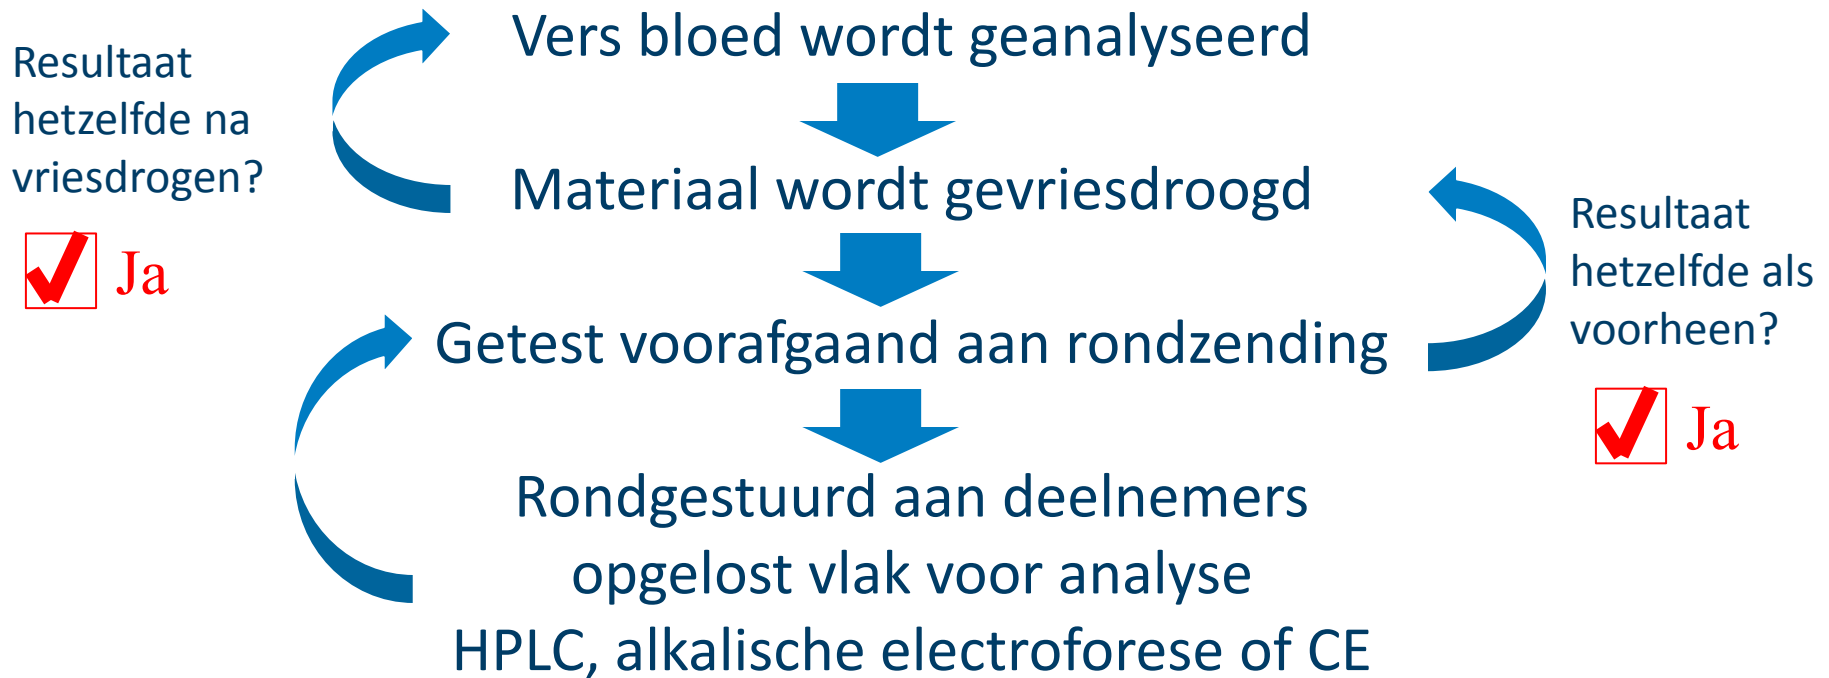 Vers bloed wordt geanalyseerd
Resultaat
hetzelfde na
vriesdrogen?
Ja
Materiaal wordt gevriesdroogd
Resultaat
hetzelfde als
voorheen?
Ja
Getest voorafgaand aan rondzending
Rondgestuurd aan deelnemers
opgelost vlak voor analyse
HPLC, alkalische electroforese of CE